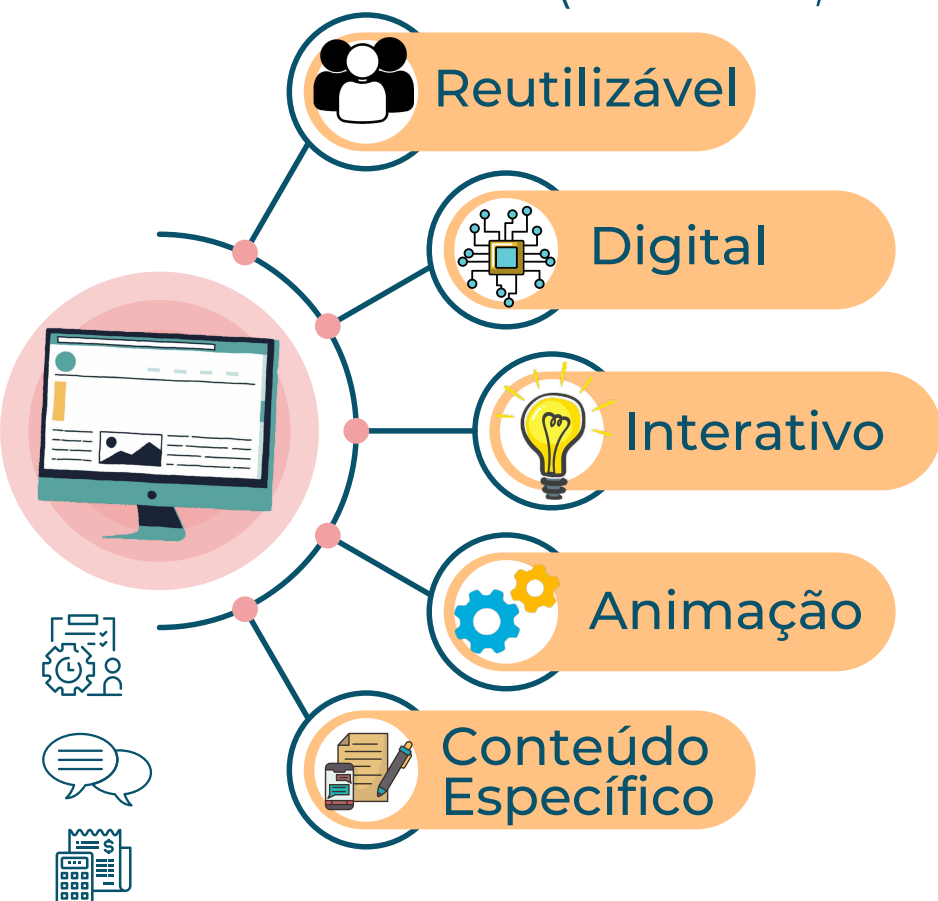 Reutilizável
Digital
Interativo
Animação
Conteúdo
Específico
$